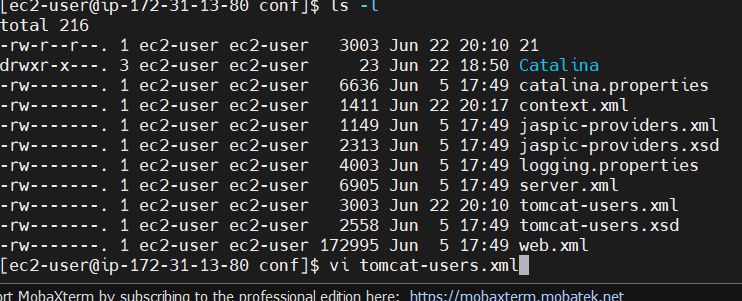 [ec2-user@ip-172-31-13-80 conf]$ ls -l
total 216
-rw-r--r--. 1 ec2-user ec2-user   3003 Jun 22 20:10 21
drwxr-x---. 3 ec2-user ec2-user     23 Jun 22 18:50 Catalina
-rw-------. 1 ec2-user ec2-user   6636 Jun  5 17:49 catalina.properties
-rw-------. 1 ec2-user ec2-user   1411 Jun 22 20:17 context.xml
-rw-------. 1 ec2-user ec2-user   1149 Jun  5 17:49 jaspic-providers.xml
-rw-------. 1 ec2-user ec2-user   2313 Jun  5 17:49 jaspic-providers.xsd
-rw-------. 1 ec2-user ec2-user   4003 Jun  5 17:49 logging.properties
-rw-------. 1 ec2-user ec2-user   6905 Jun  5 17:49 server.xml
-rw-------. 1 ec2-user ec2-user   3003 Jun 22 20:10 tomcat-users.xml
-rw-------. 1 ec2-user ec2-user   2558 Jun  5 17:49 tomcat-users.xsd
-rw-------. 1 ec2-user ec2-user 172995 Jun  5 17:49 web.xml
[ec2-user@ip-172-31-13-80 conf]$ vi tomcat-users.xml
ort MobaXterm by subscribing to the professional edition here: https://mobaxterm.mobatek.net